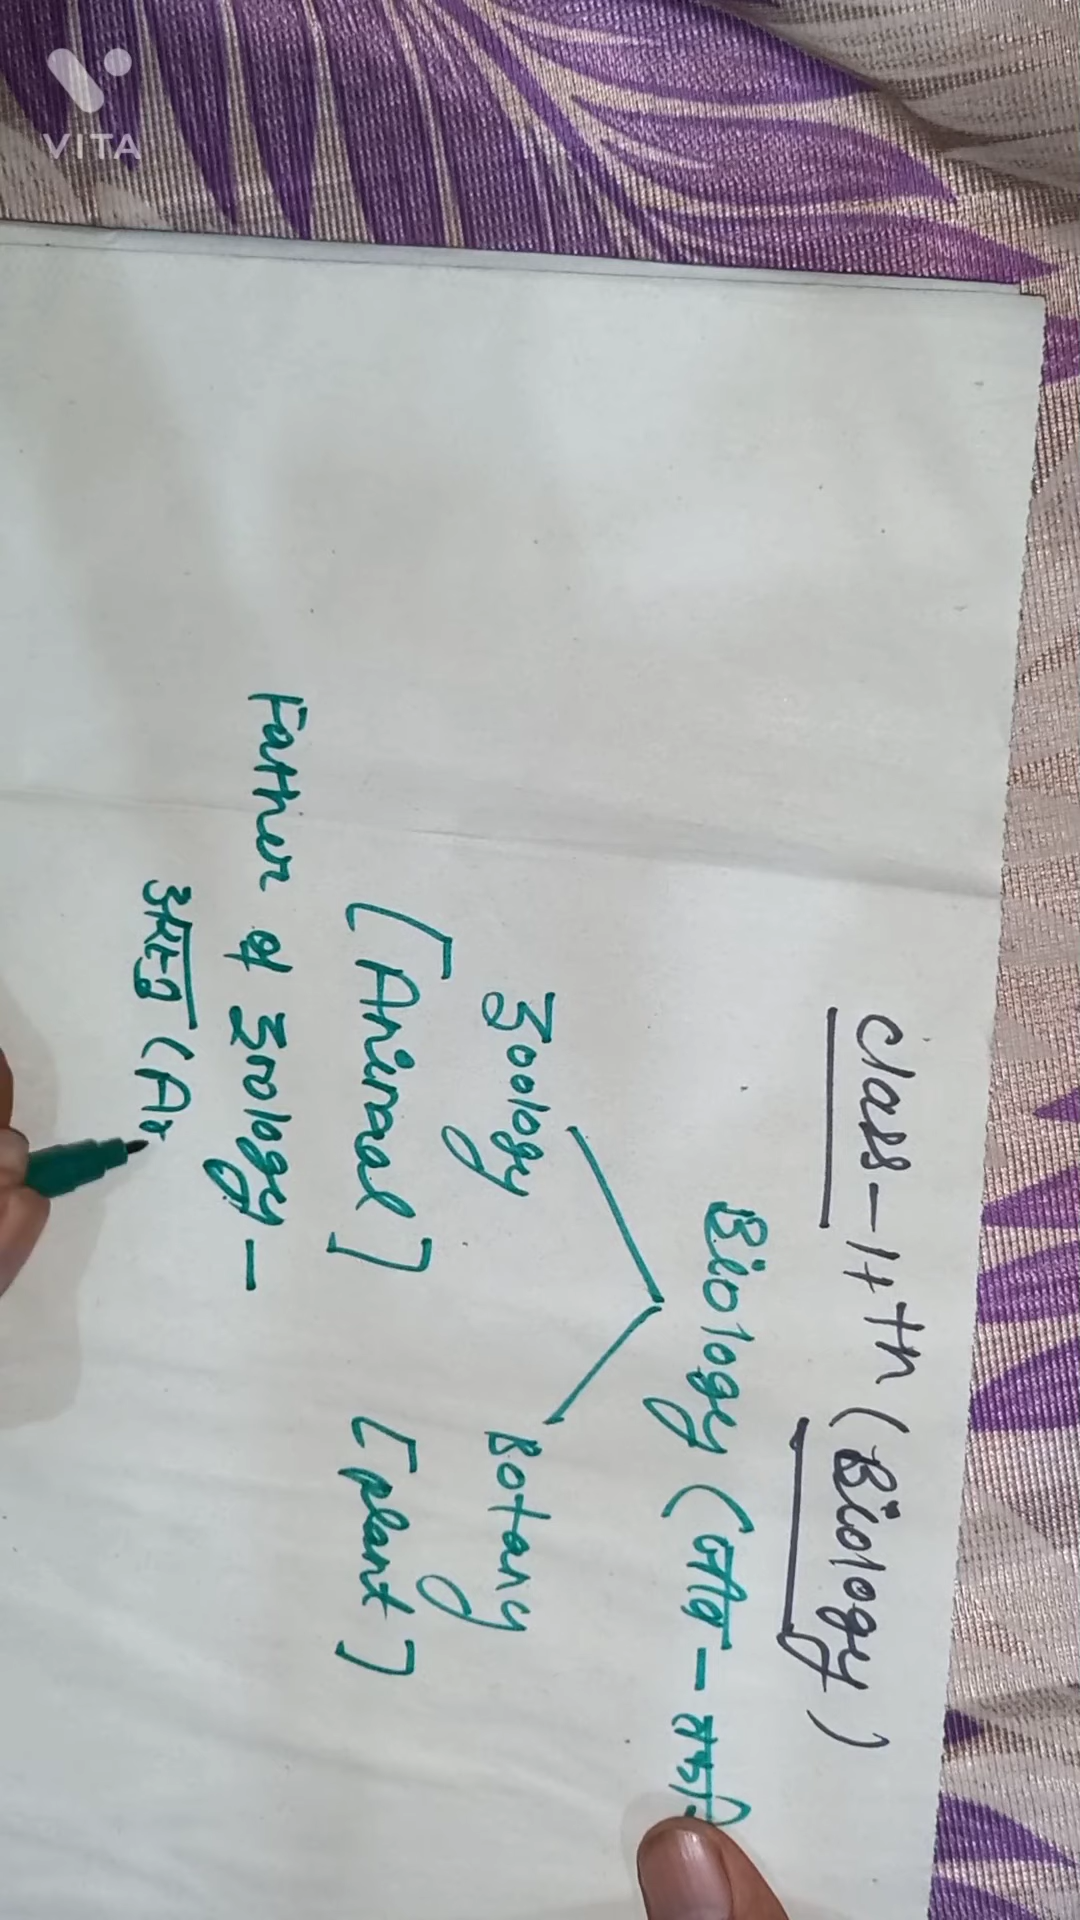 class-11th (Biology)
Biology (जीव-
Zoology Botany
[Animal] [plant]
Father of Zoology-
अरस्तु (Ar
VITA